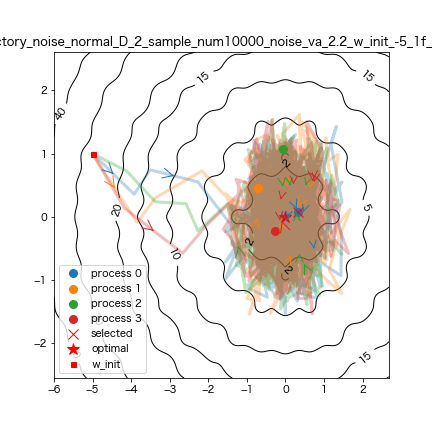 ctory_noise_normal_D_2_sample_num10000_noise_va_2.2_w_init_-5_1f_
15
15
40
2
20
5
10
2
2
15
2
1
0
−1
−2
process 0
process 1
process 2
process 3
selected
optimal
w_init
−6 −5 −4 −3 −2 −1 0 1 2